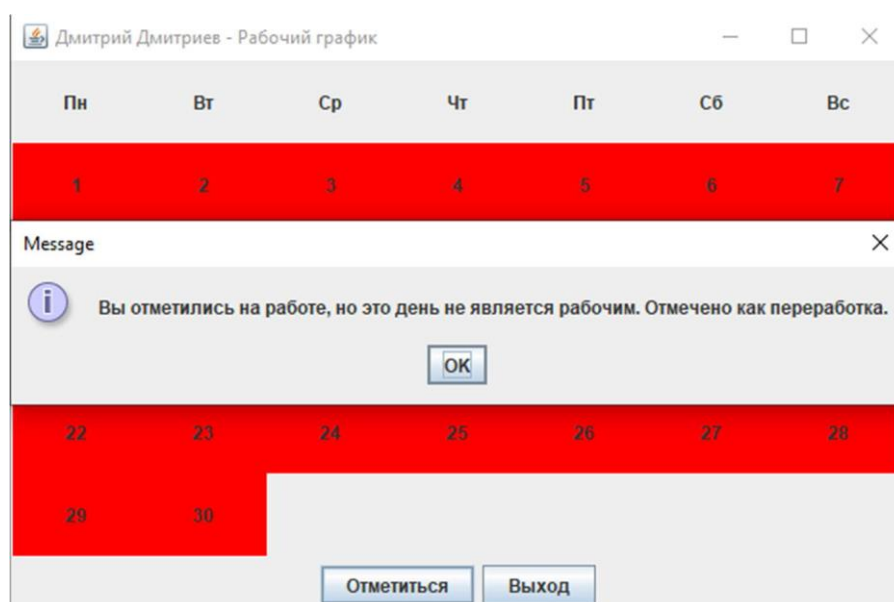 Дмитрий Дмитриев - Рабочий график
Пн Вт Ср Чт Пт Сб Вс
1 2 3 4 5 6 7
Message
Вы отметились на работе, но это день не является рабочим. Отмечено как переработка.
OK
22 23 24 25 26 27 28
29 30
Отметиться Выход